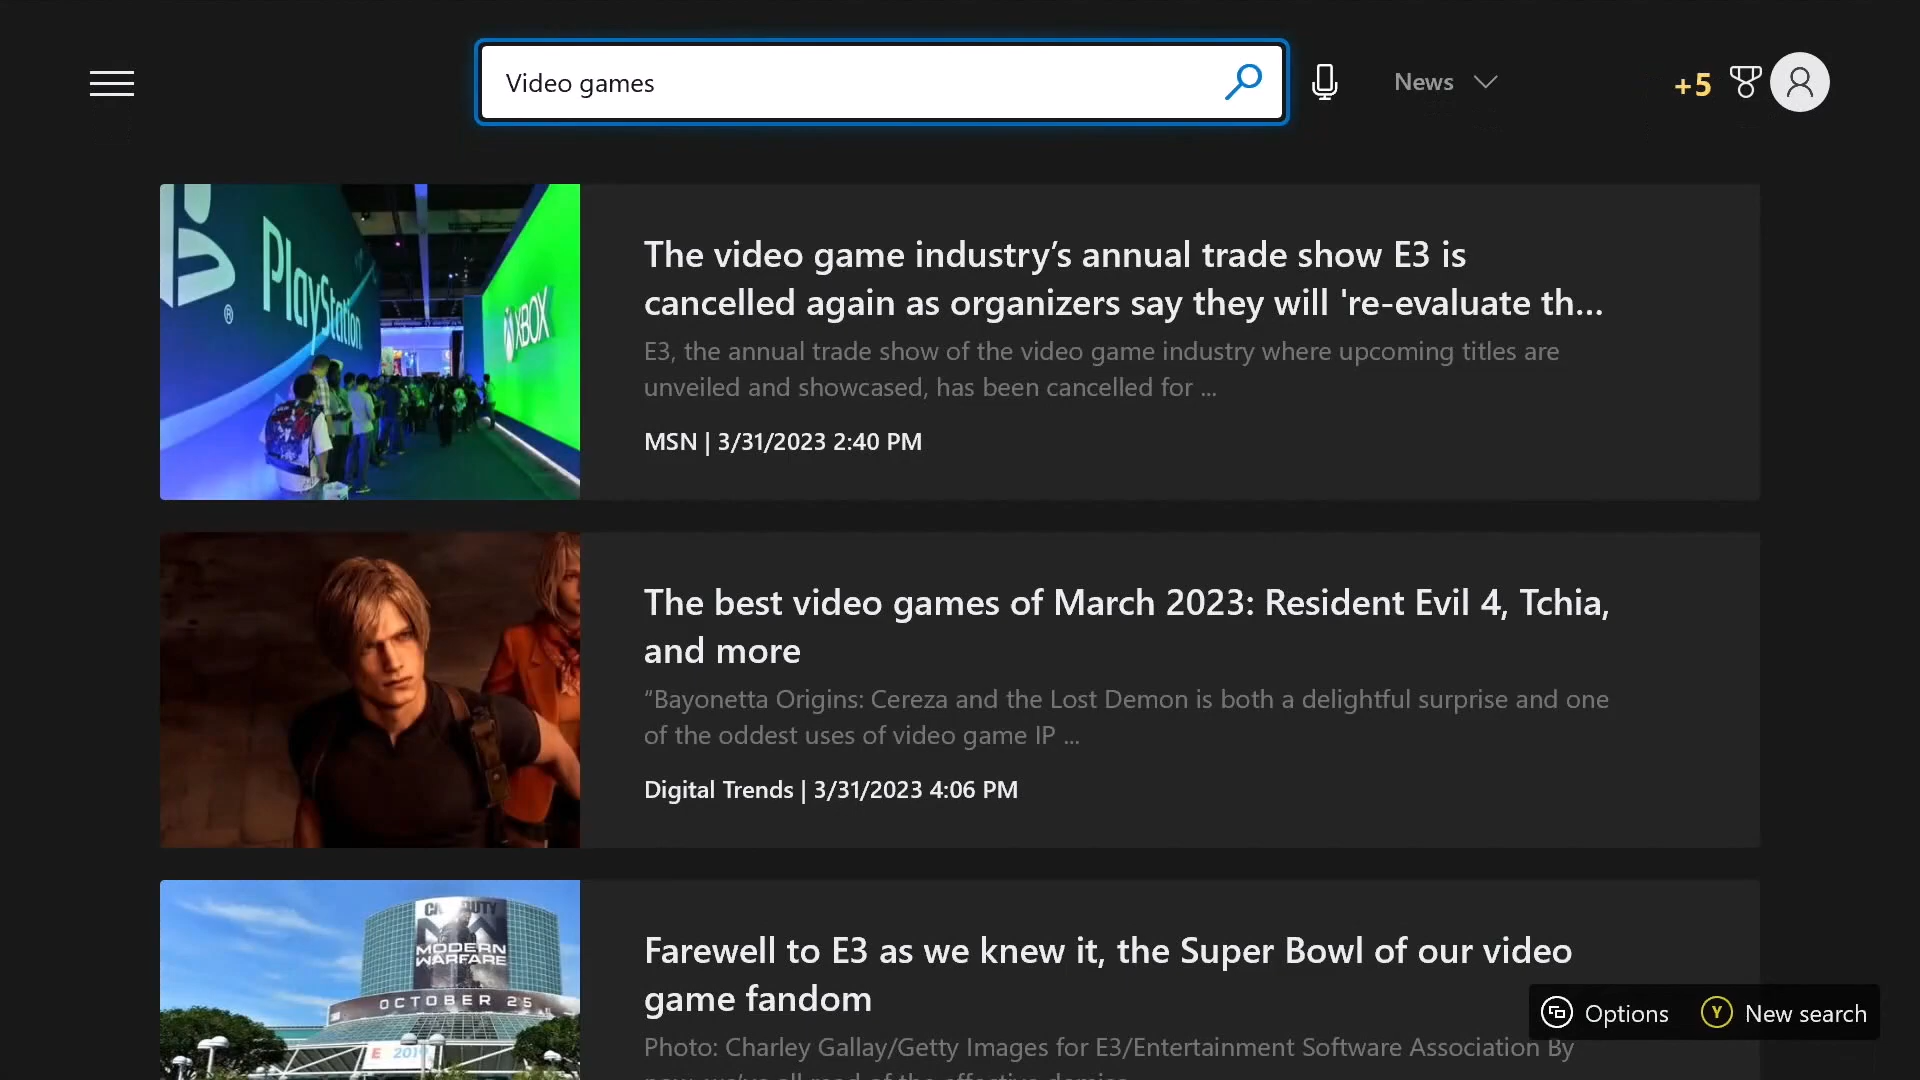 Video games
News
+5
PlayStation
®
XBOX
The video game industry’s annual trade show E3 is
cancelled again as organizers say they will 're-evaluate th...
E3, the annual trade show of the video game industry where upcoming titles are
unveiled and showcased, has been cancelled for ...
MSN | 3/31/2023 2:40 PM
The best video games of March 2023: Resident Evil 4, Tchia,
and more
“Bayonetta Origins: Cereza and the Lost Demon is both a delightful surprise and one
of the oddest uses of video game IP ...
Digital Trends | 3/31/2023 4:06 PM
MODERN
WARFARE
OCTOBER 25
Farewell to E3 as we knew it, the Super Bowl of our video
game fandom
Photo: Charley Gallay/Getty Images for E3/Entertainment Software Association By
Options
Y
New search